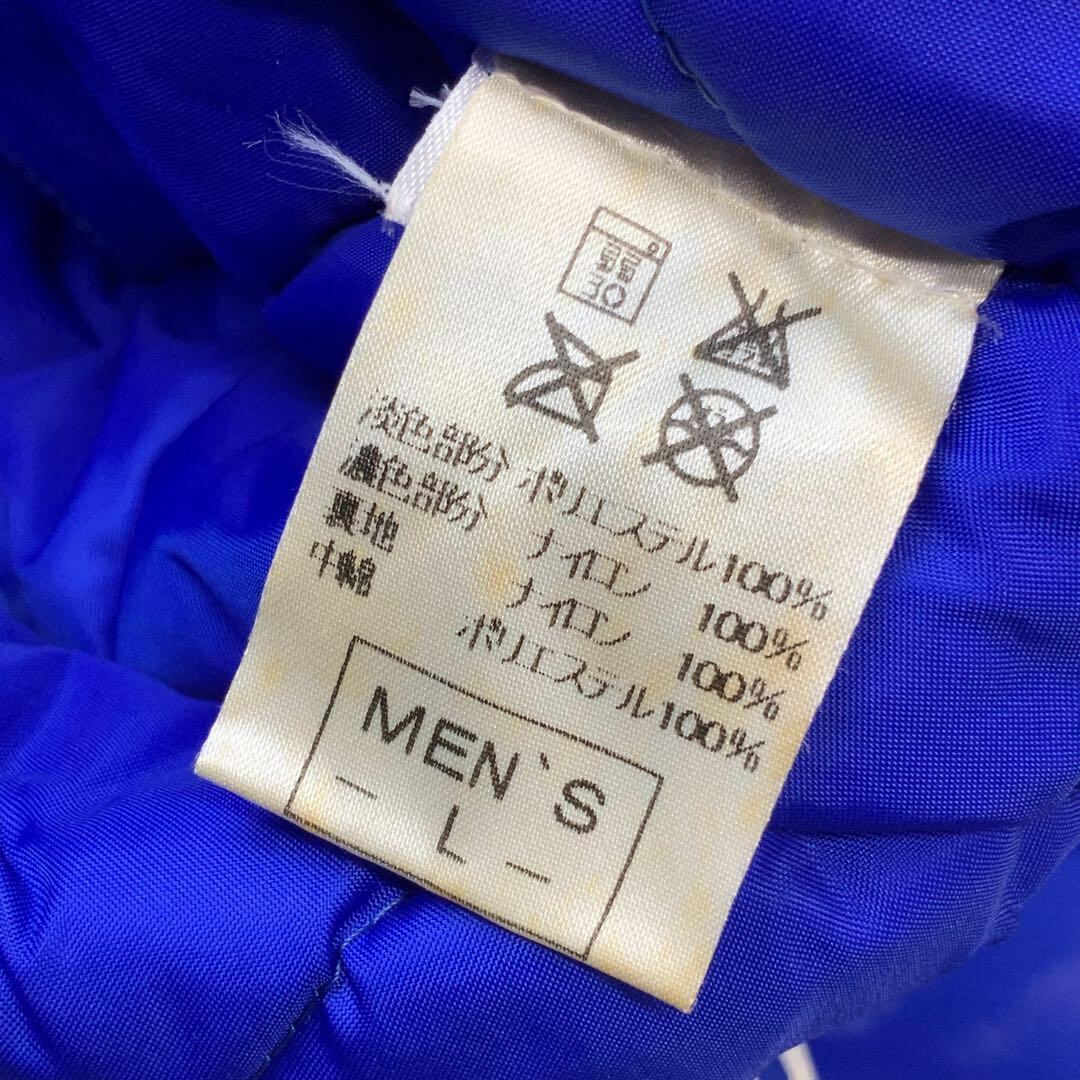 淡色部分 ポリエステル100%
濃色部分 ナイロン 100%
裏地 ナイロン 100%
中綿 ポリエステル100%
MEN`S
– L –